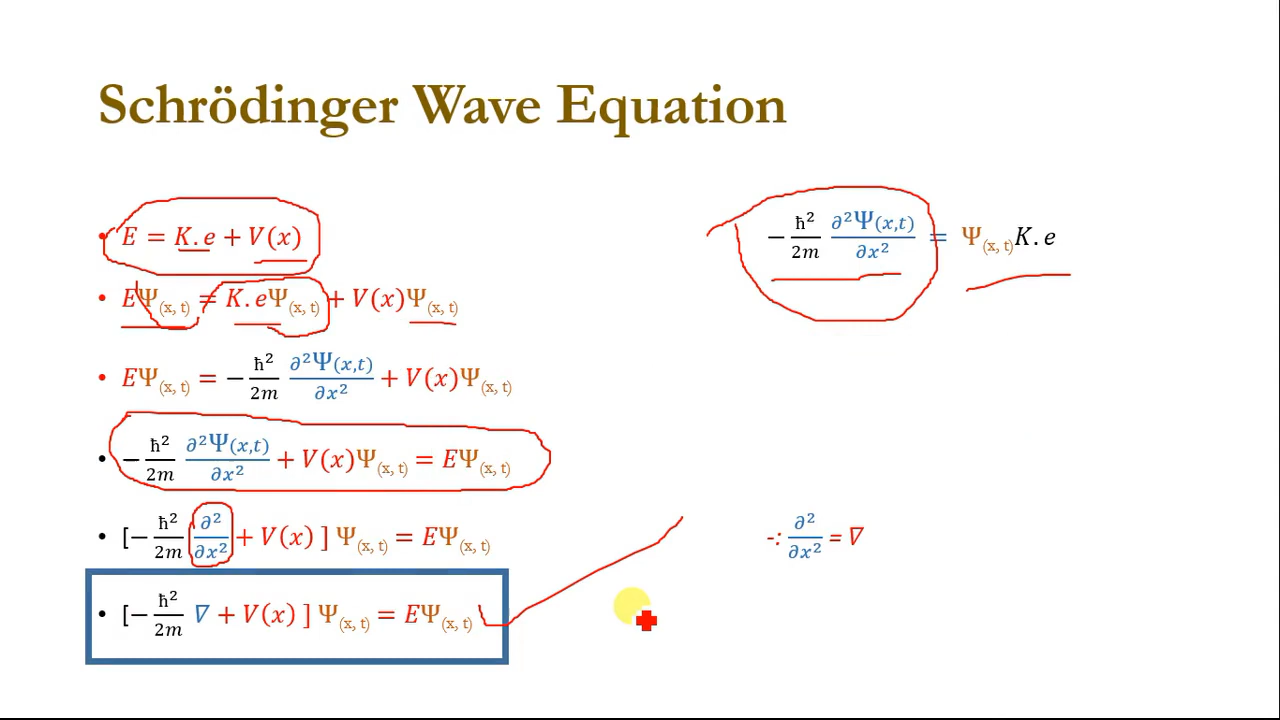 Schrödinger Wave Equation
• E = K.e + V(x)
−ħ²/2m ∂²Ψ(x,t)/∂x² = Ψ(x,t)K.e
• EΨ(x, t) = K.eΨ(x, t) + V(x)Ψ(x, t)
• EΨ(x, t) = −ħ²/2m ∂²Ψ(x,t)/∂x² + V(x)Ψ(x, t)
• −ħ²/2m ∂²Ψ(x,t)/∂x² + V(x)Ψ(x, t) = EΨ(x, t)
• [−ħ²/2m ∂²/∂x² + V(x) ] Ψ(x, t) = EΨ(x, t)
-: ∂²/∂x² = ∇
• [−ħ²/2m ∇ + V(x) ] Ψ(x, t) = EΨ(x, t)